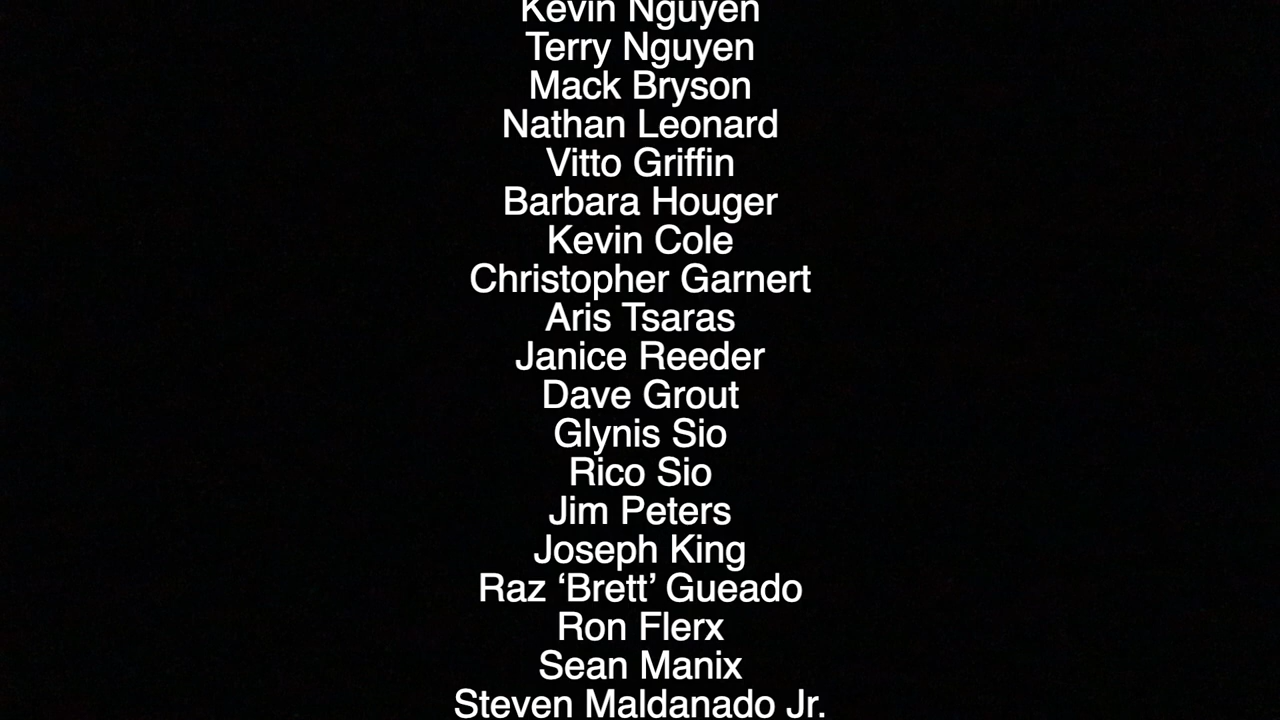 Kevin Nguyen
Terry Nguyen
Mack Bryson
Nathan Leonard
Vitto Griffin
Barbara Houger
Kevin Cole
Christopher Garnert
Aris Tsaras
Janice Reeder
Dave Grout
Glynis Sio
Rico Sio
Jim Peters
Joseph King
Raz ‘Brett’ Gueado
Ron Flerx
Sean Manix
Steven Maldanado Jr.